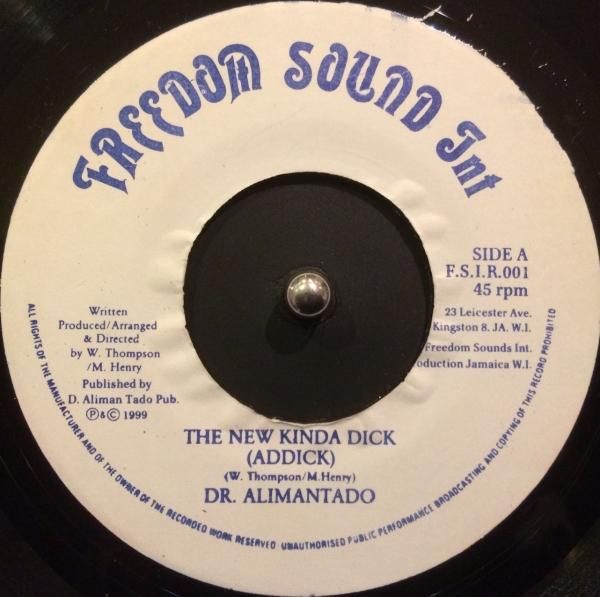 FREEDOM SOUND Int
SIDE A
F.S.I.R.001
45 rpm
23 Leicester Ave.
Kingston 8. JA. W.I.
Freedom Sounds Int.
oduction Jamaica W.I.
Written
Produced/Arranged
& Directed
by W. Thompson
/M. Henry
Published by
D. Aliman Tado Pub.
℗&© 1999
THE NEW KINDA DICK
(ADDICK)
(W. Thompson/M.Henry)
DR. ALIMANTADO
ALL RIGHTS OF THE MANUFACTURER AND OF THE OWNER OF THE RECORDED WORK RESERVED UNAUTHORISED PUBLIC PERFORMANCE BROADCASTING AND COPYING OF THIS RECORD PROHIBITED